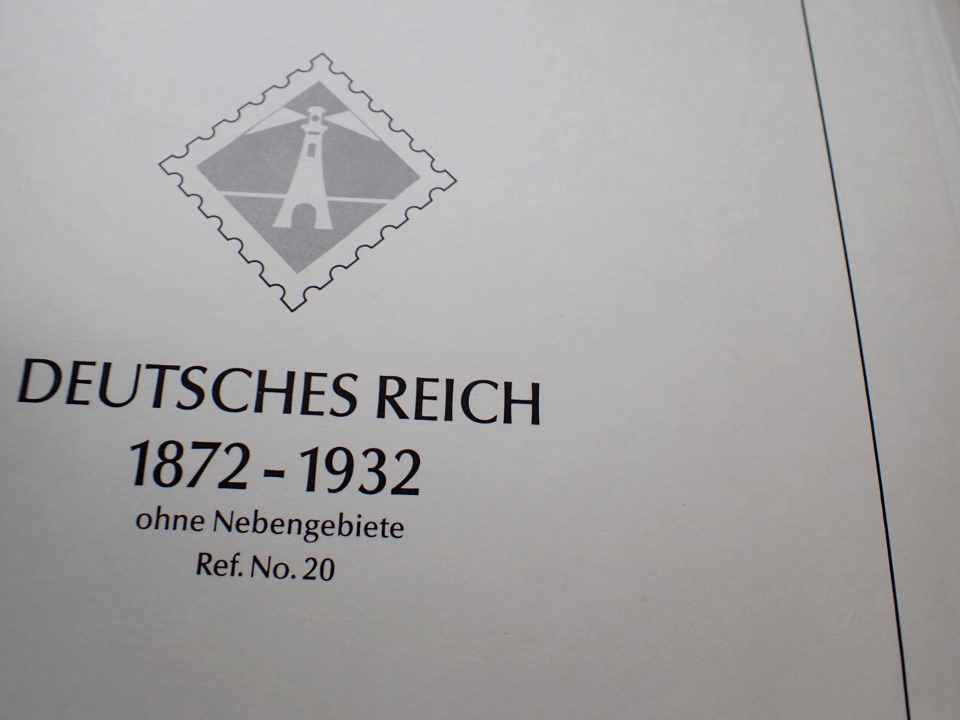 DEUTSCHES REICH
1872 - 1932
ohne Nebengebiete
Ref. No. 20